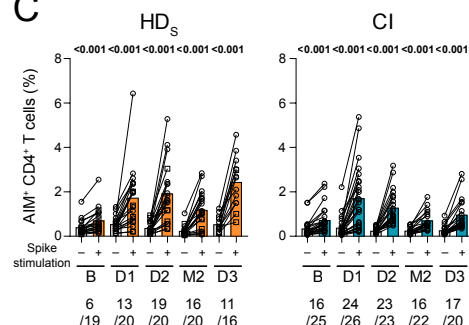 C
HDS CI
<0.001 <0.001 <0.001 <0.001 <0.001 <0.001 <0.001 <0.001 <0.001 <0.001
AIM+ CD4+ T cells (%)
8 8
6 6
4 4
2 2
0 0
Spike stimulation
– + – + – + – + – + – + – + – + – + – +
B D1 D2 M2 D3 B D1 D2 M2 D3
6 13 19 16 11 16 24 23 16 17
/19 /20 /20 /20 /16 /25 /26 /23 /22 /20